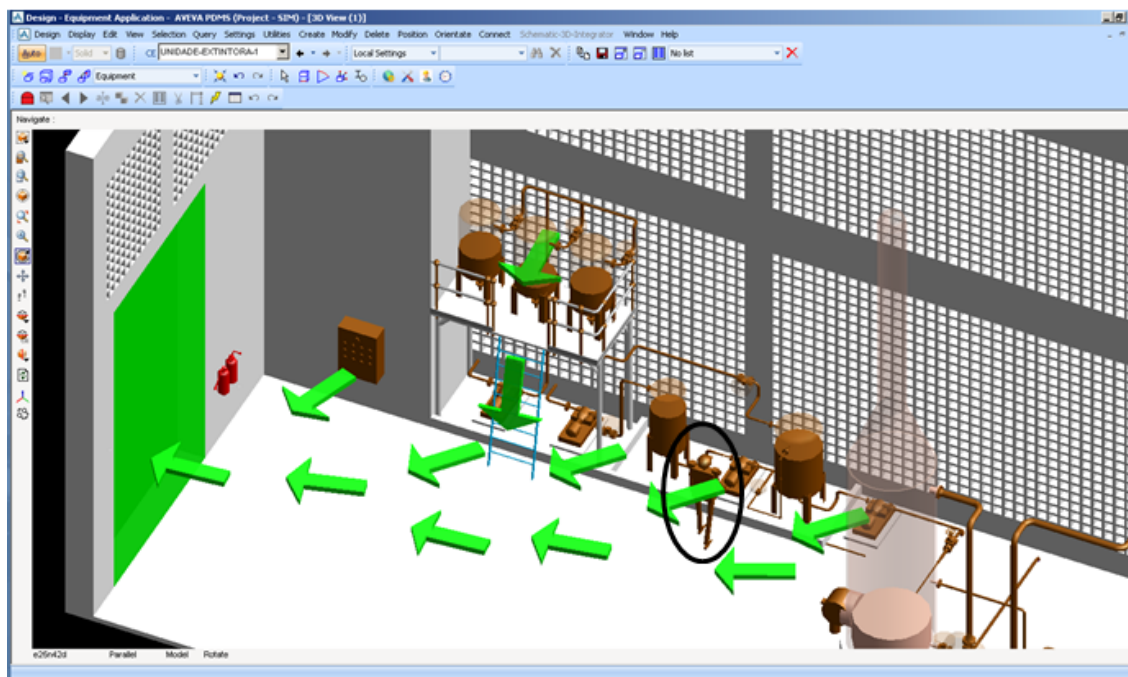 Design - Equipment Application - AVEVA PDMS (Project - SIM) - [3D View (1)]
Design Display Edit View Selection Query Settings Utilities Create Modify Delete Position Orientate Connect Schematic-3D-Integrator Window Help
Auto Solid CE UNIDADE-EXTINTORA-1 Local Settings No list
Equipment
Navigate :
e26n42d Parallel Model Rotate